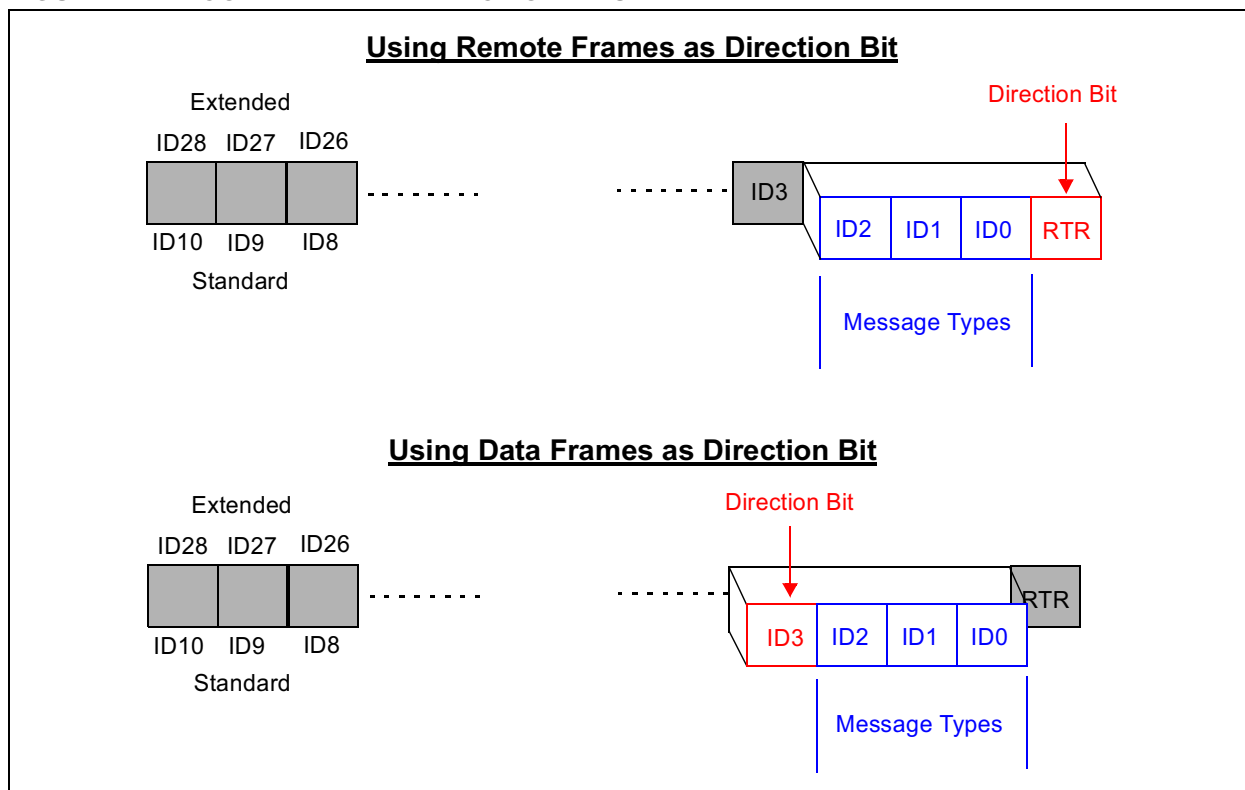 Using Remote Frames as Direction Bit
Direction Bit
Extended
ID28 ID27 ID26
ID3
ID2 ID1 ID0 RTR
ID10 ID9 ID8
Standard
Message Types
Using Data Frames as Direction Bit
Direction Bit
Extended
ID28 ID27 ID26
RTR
ID3 ID2 ID1 ID0
ID10 ID9 ID8
Standard
Message Types